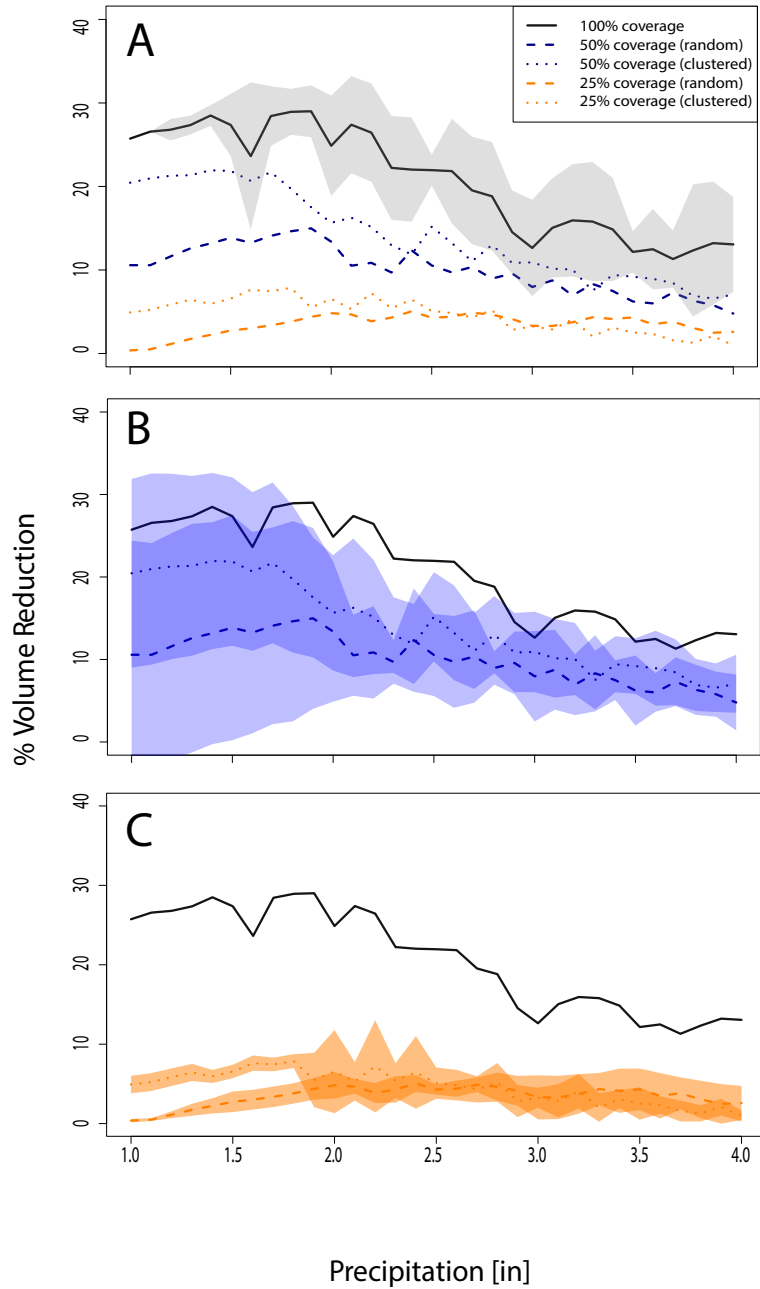 A
100% coverage
50% coverage (random)
50% coverage (clustered)
25% coverage (random)
25% coverage (clustered)
40
30
20
10
0
B
40
30
20
10
0
% Volume Reduction
C
40
30
20
10
0
1.0 1.5 2.0 2.5 3.0 3.5 4.0
Precipitation [in]